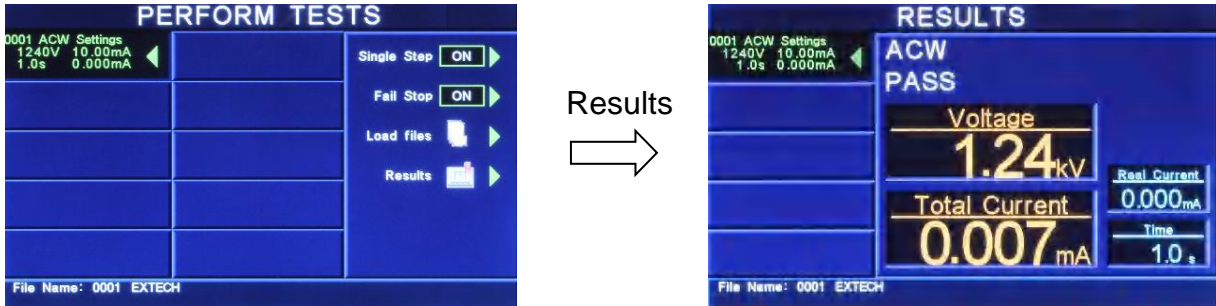 PERFORM TESTS
0001 ACW Settings
1240V 10.00mA
1.0s 0.000mA
Single Step ON
Fail Stop ON
Load files
Results
File Name: 0001 EXTECH
Results
RESULTS
0001 ACW Settings
1240V 10.00mA
1.0s 0.000mA
ACW
PASS
Voltage
1.24kV
Total Current
0.007mA
Real Current
0.000mA
Time
1.0 s
File Name: 0001 EXTECH